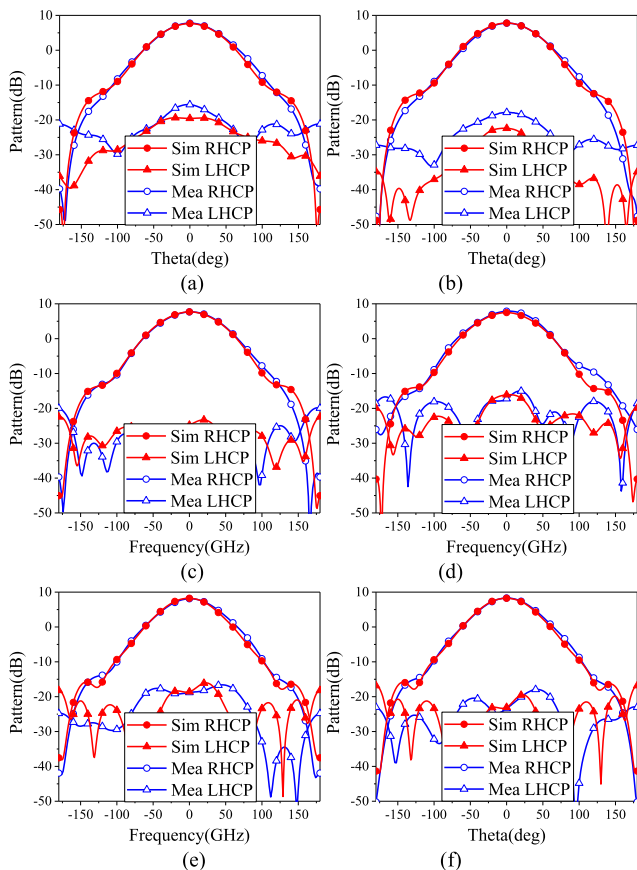 10
0
-10
-20
-30
-40
-50
Pattern(dB)
Sim RHCP
Sim LHCP
Mea RHCP
Mea LHCP
-150 -100 -50 0 50 100 150
Theta(deg)
(a)
10
0
-10
-20
-30
-40
-50
Pattern(dB)
Sim RHCP
Sim LHCP
Mea RHCP
Mea LHCP
-150 -100 -50 0 50 100 150
Theta(deg)
(b)
10
0
-10
-20
-30
-40
-50
Pattern(dB)
Sim RHCP
Sim LHCP
Mea RHCP
Mea LHCP
-150 -100 -50 0 50 100 150
Frequency(GHz)
(c)
10
0
-10
-20
-30
-40
-50
Pattern(dB)
Sim RHCP
Sim LHCP
Mea RHCP
Mea LHCP
-150 -100 -50 0 50 100 150
Frequency(GHz)
(d)
10
0
-10
-20
-30
-40
-50
Pattern(dB)
Sim RHCP
Sim LHCP
Mea RHCP
Mea LHCP
-150 -100 -50 0 50 100 150
Frequency(GHz)
(e)
10
0
-10
-20
-30
-40
-50
Pattern(dB)
Sim RHCP
Sim LHCP
Mea RHCP
Mea LHCP
-150 -100 -50 0 50 100 150
Theta(deg)
(f)